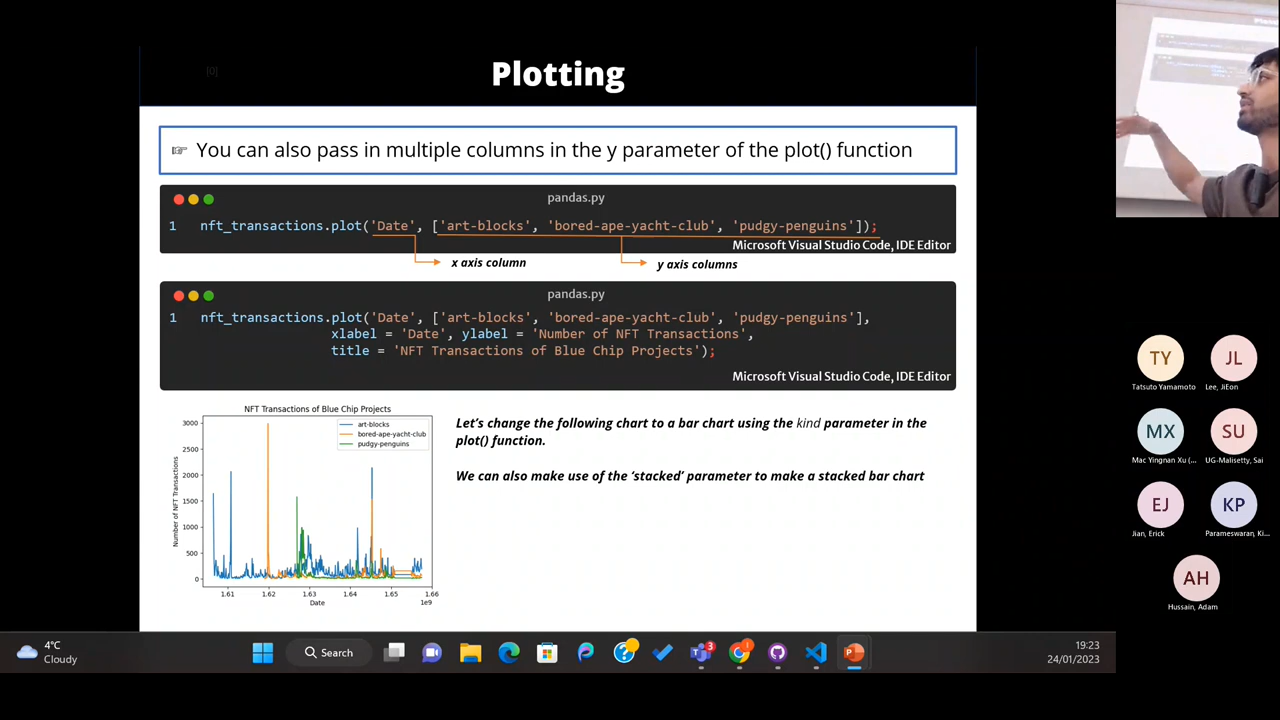 [0]
Plotting
☞ You can also pass in multiple columns in the y parameter of the plot() function
pandas.py
1 nft_transactions.plot('Date', ['art-blocks', 'bored-ape-yacht-club', 'pudgy-penguins']);
Microsoft Visual Studio Code, IDE Editor
x axis column
y axis columns
pandas.py
1 nft_transactions.plot('Date', ['art-blocks', 'bored-ape-yacht-club', 'pudgy-penguins'],
xlabel = 'Date', ylabel = 'Number of NFT Transactions',
title = 'NFT Transactions of Blue Chip Projects');
Microsoft Visual Studio Code, IDE Editor
NFT Transactions of Blue Chip Projects
art-blocks
bored-ape-yacht-club
pudgy-penguins
Number of NFT Transactions
3000
2500
2000
1500
1000
500
0
1.61 1.62 1.63 1.64 1.65 1.66
1e9
Date
Let's change the following chart to a bar chart using the kind parameter in the
plot() function.
We can also make use of the 'stacked' parameter to make a stacked bar chart
TY
Tatsuto Yamamoto
JL
Lee, JiEon
MX
Mac Yingnan Xu (...
SU
UG-Malisetty, Sai
EJ
Jian, Erick
KP
Parameswaran, Ki...
AH
Hussain, Adam
4°C
Cloudy
Search
3
19:23
24/01/2023